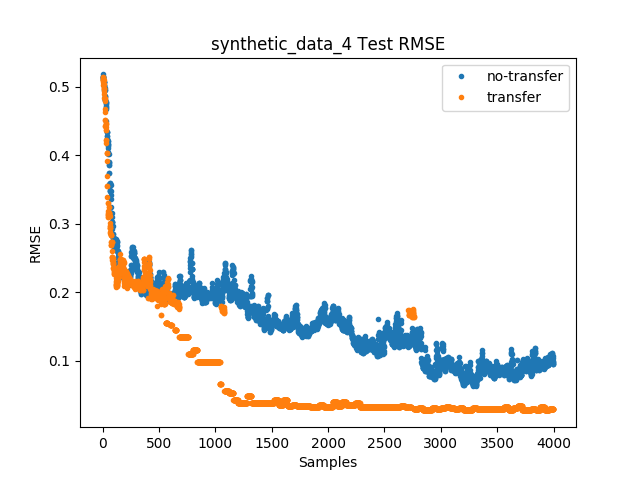 synthetic_data_4 Test RMSE
no-transfer
transfer
RMSE
0.5
0.4
0.3
0.2
0.1
0 500 1000 1500 2000 2500 3000 3500 4000
Samples